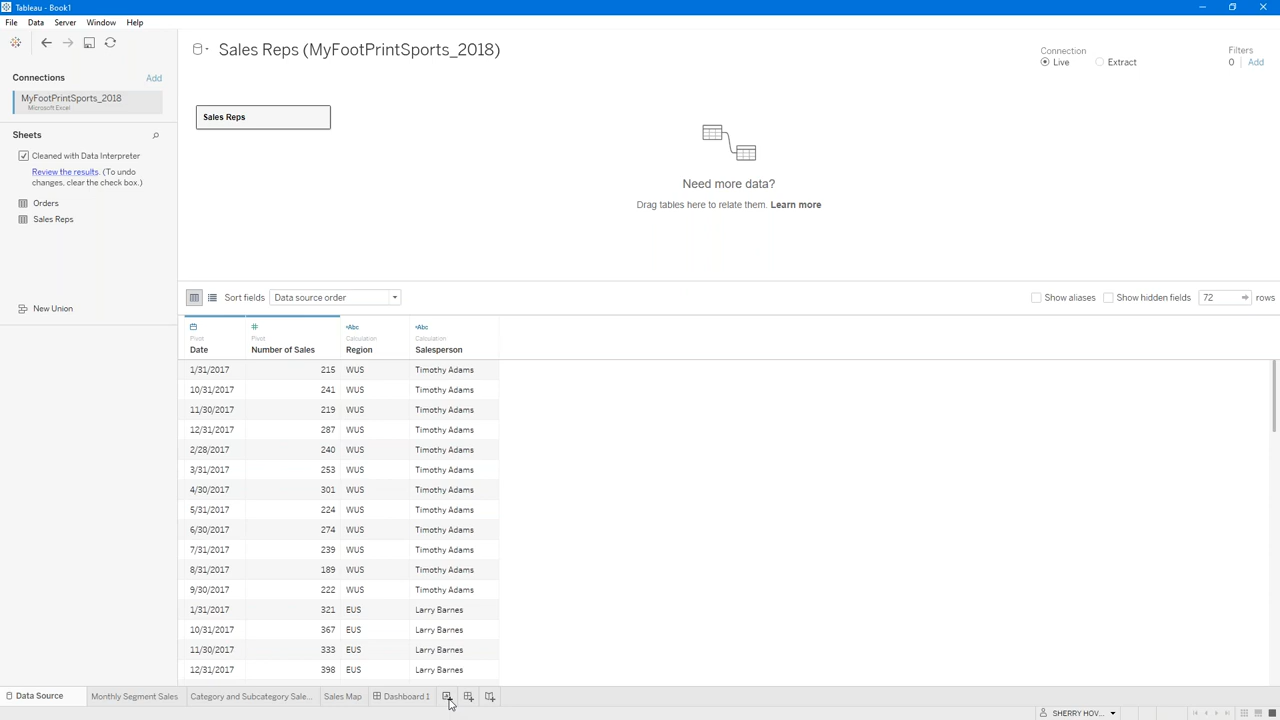 Tableau - Book1
File Data Server Window Help
Sales Reps (MyFootPrintSports_2018)
Connection
Live Extract
Filters
0 Add
Connections Add
MyFootPrintSports_2018
Microsoft Excel
Sheets
Cleaned with Data Interpreter
Review the results. (To undo
changes, clear the check box.)
Orders
Sales Reps
New Union
Sales Reps
Need more data?
Drag tables here to relate them. Learn more
Sort fields Data source order Show aliases Show hidden fields 72 rows
Abc Abc
Pivot Pivot Calculation Calculation
Date Number of Sales Region Salesperson
1/31/2017 215 WUS Timothy Adams
10/31/2017 241 WUS Timothy Adams
11/30/2017 219 WUS Timothy Adams
12/31/2017 287 WUS Timothy Adams
2/28/2017 240 WUS Timothy Adams
3/31/2017 253 WUS Timothy Adams
4/30/2017 301 WUS Timothy Adams
5/31/2017 224 WUS Timothy Adams
6/30/2017 274 WUS Timothy Adams
7/31/2017 239 WUS Timothy Adams
8/31/2017 189 WUS Timothy Adams
9/30/2017 222 WUS Timothy Adams
1/31/2017 321 EUS Larry Barnes
10/31/2017 367 EUS Larry Barnes
11/30/2017 333 EUS Larry Barnes
12/31/2017 398 EUS Larry Barnes
Data Source Monthly Segment Sales Category and Subcategory Sale... Sales Map Dashboard 1
SHERRY HOV...